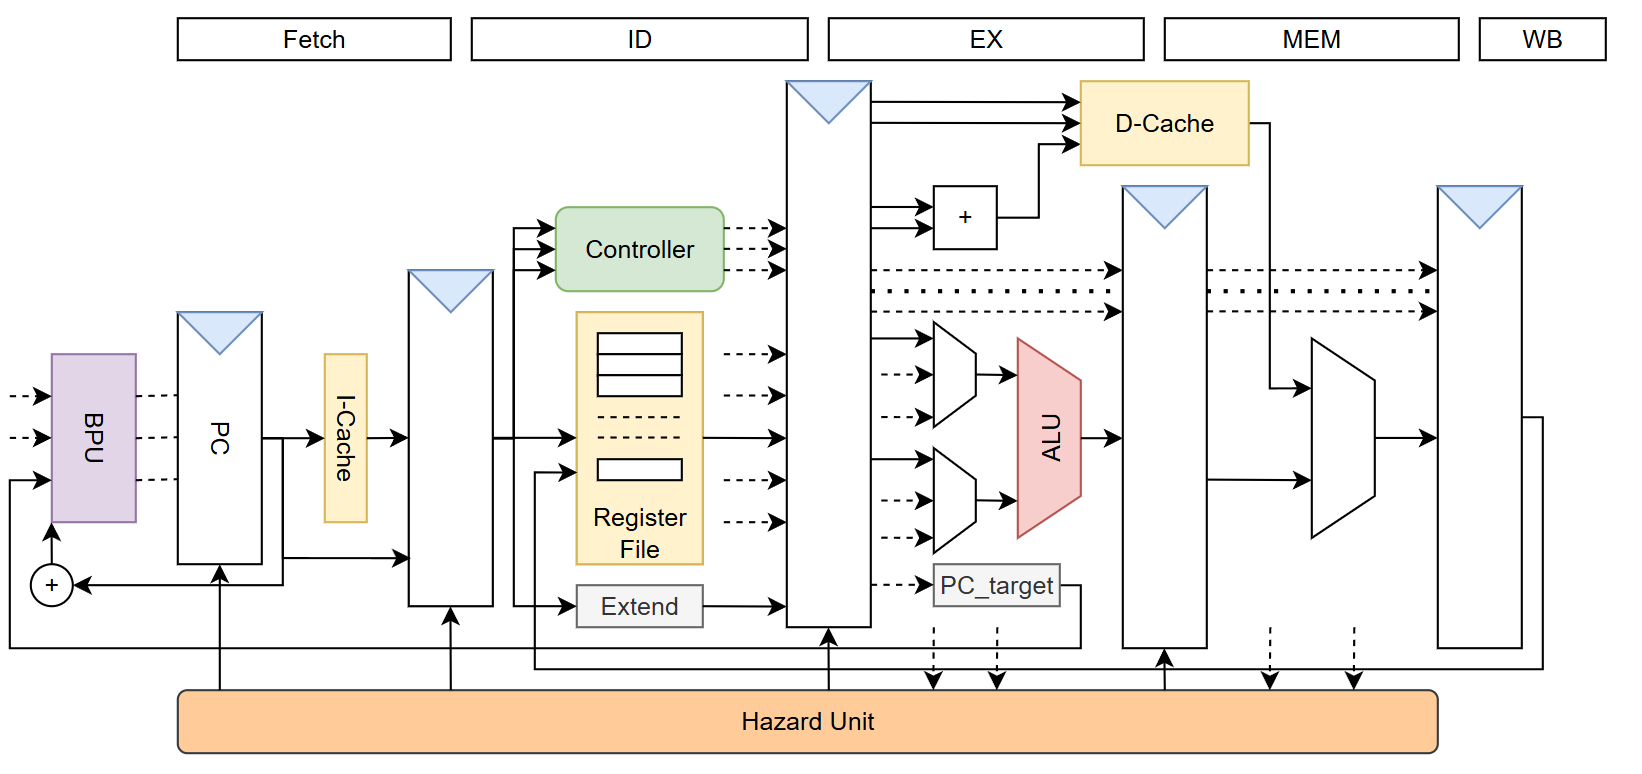 Fetch
ID
EX
MEM
WB
D-Cache
+
Controller
BPU
PC
I-Cache
ALU
Register
File
+
Extend
PC_target
Hazard Unit